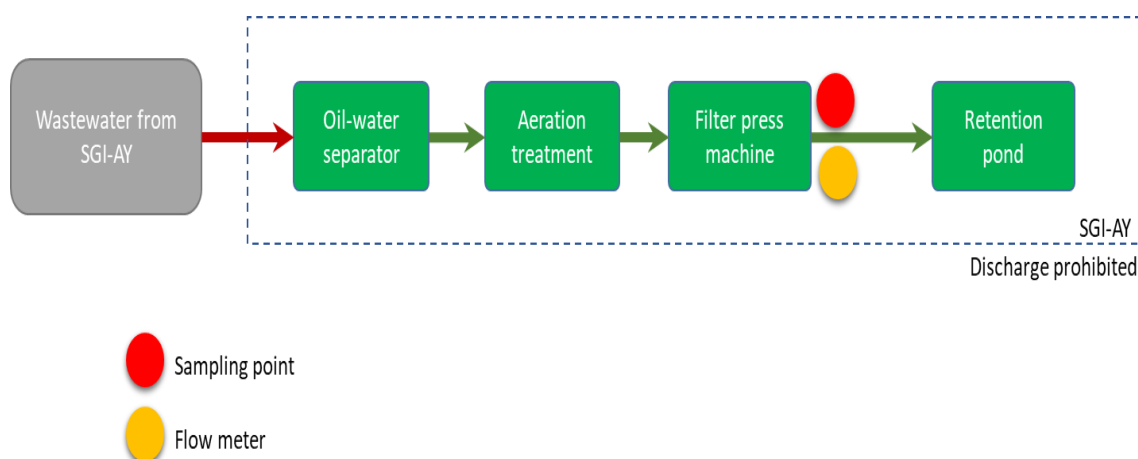 Wastewater from
SGI-AY
Oil-water
separator
Aeration
treatment
Filter press
machine
Retention
pond
SGI-AY
Discharge prohibited
Sampling point
Flow meter